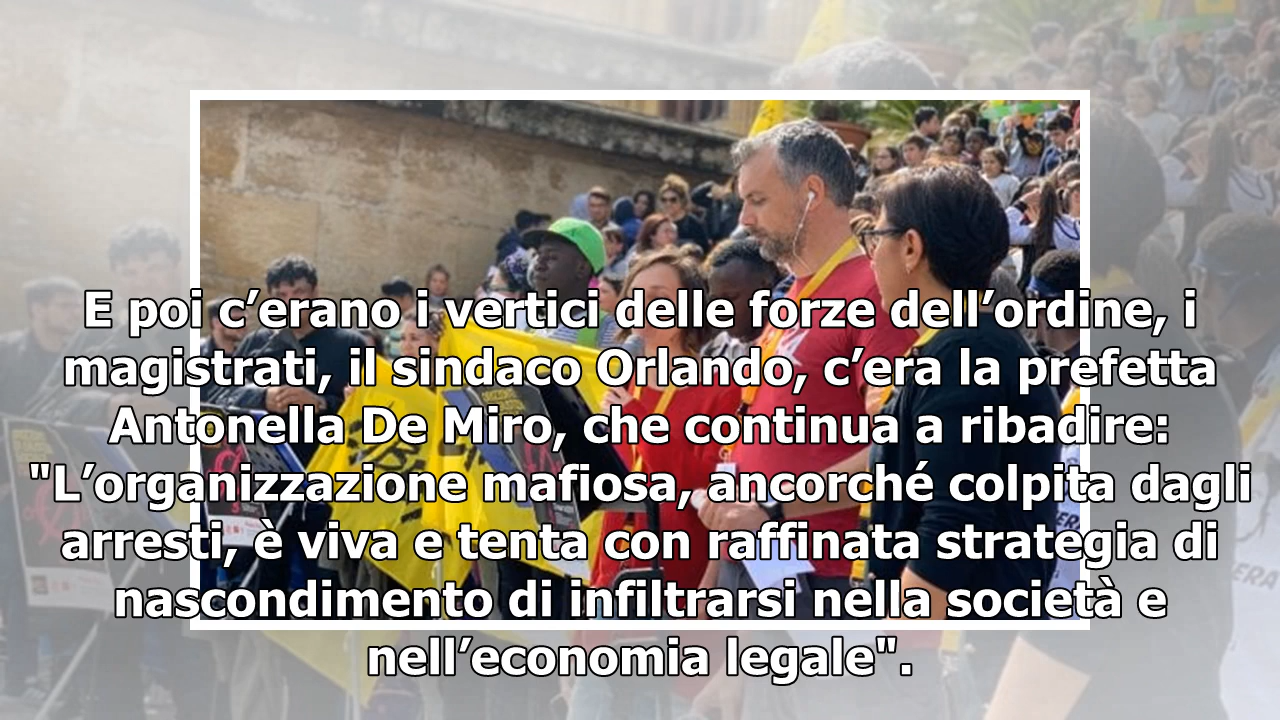 E poi c’erano i vertici delle forze dell’ordine, i
magistrati, il sindaco Orlando, c’era la prefetta
Antonella De Miro, che continua a ribadire:
"L’organizzazione mafiosa, ancorché colpita dagli
arresti, è viva e tenta con raffinata strategia di
nascondimento di infiltrarsi nella società e
nell’economia legale".